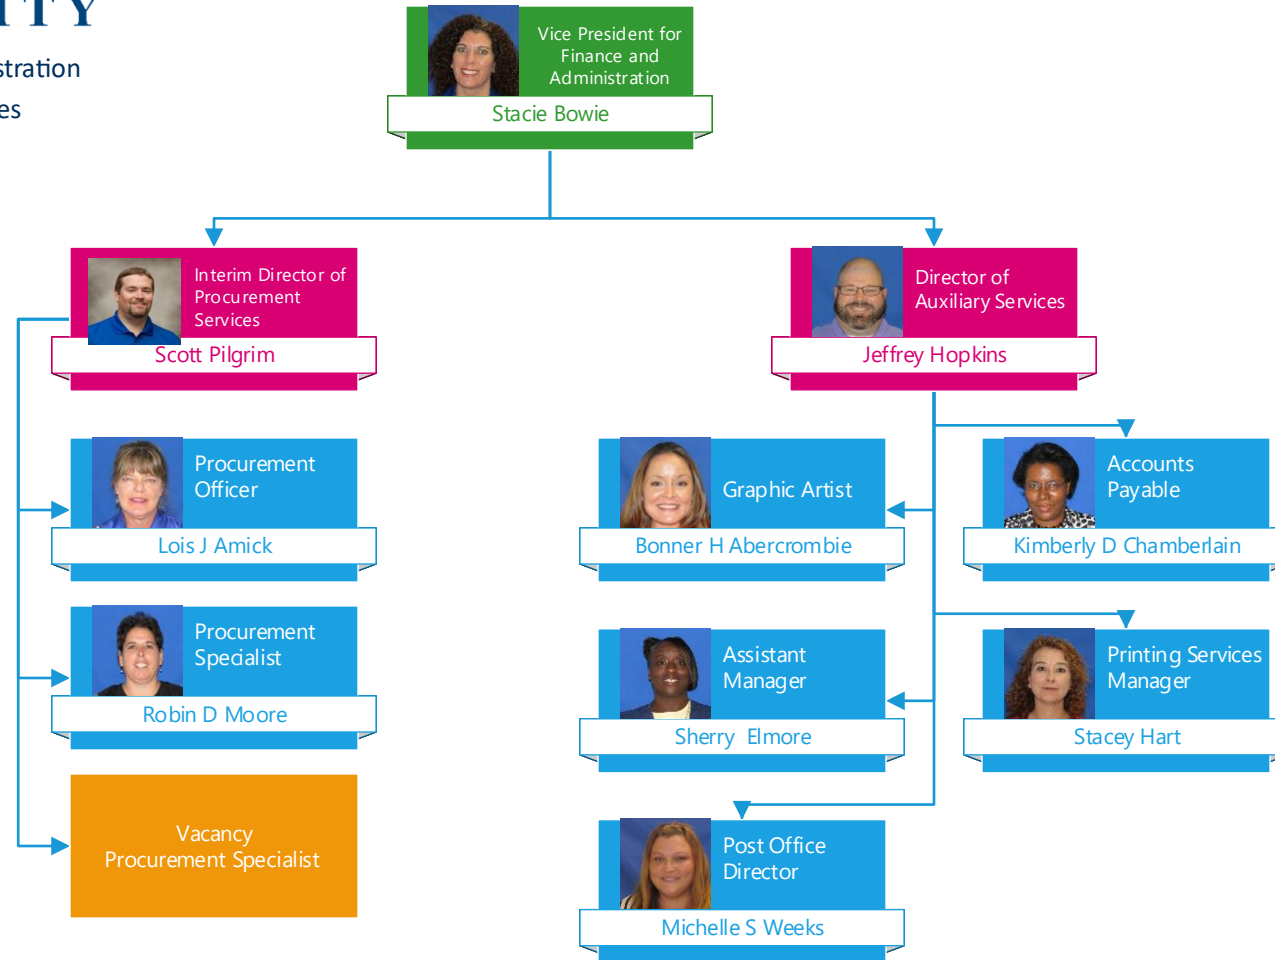 Vice President for
Finance and
Administration
Stacie Bowie
Interim Director of
Procurement
Services
Scott Pilgrim
Director of
Auxiliary Services
Jeffrey Hopkins
Procurement
Officer
Lois J Amick
Graphic Artist
Bonner H Abercrombie
Accounts
Payable
Kimberly D Chamberlain
Procurement
Specialist
Robin D Moore
Assistant
Manager
Sherry Elmore
Printing Services
Manager
Stacey Hart
Vacancy
Procurement Specialist
Post Office
Director
Michelle S Weeks